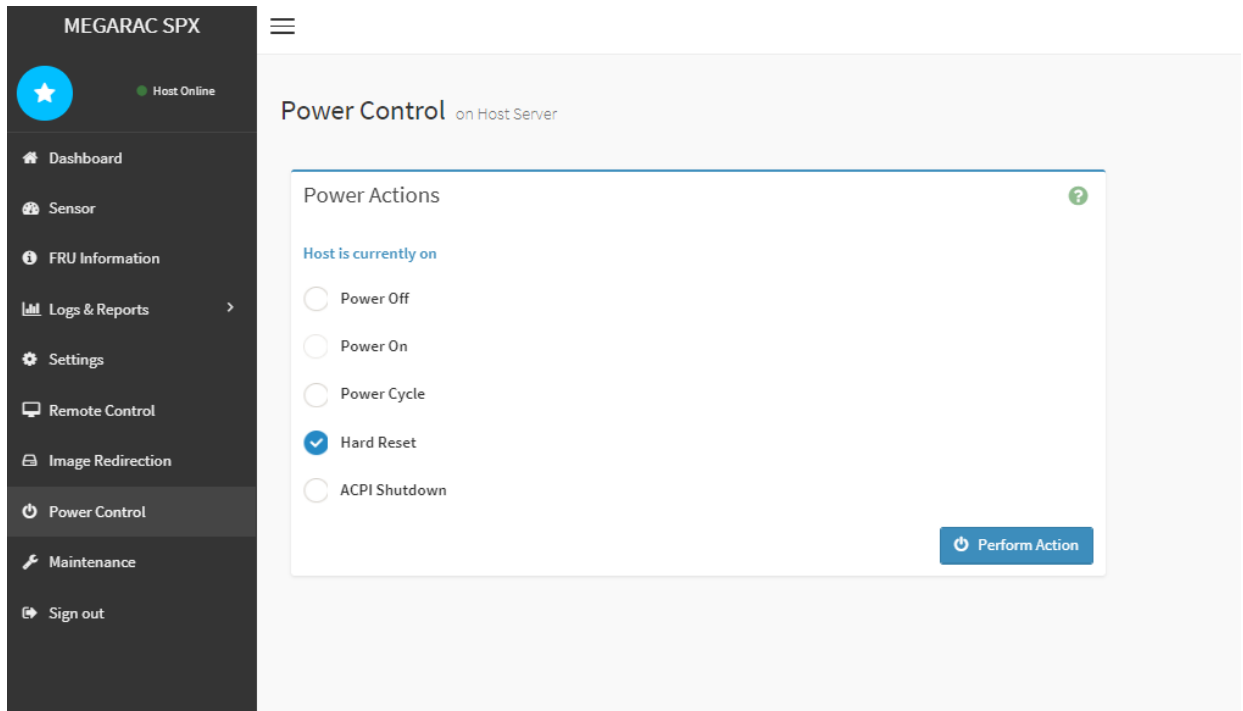 MEGARAC SPX
Host Online
Dashboard
Sensor
FRU Information
Logs & Reports
Settings
Remote Control
Image Redirection
Power Control
Maintenance
Sign out
Power Control on Host Server
Power Actions
Host is currently on
Power Off
Power On
Power Cycle
Hard Reset
ACPI Shutdown
Perform Action